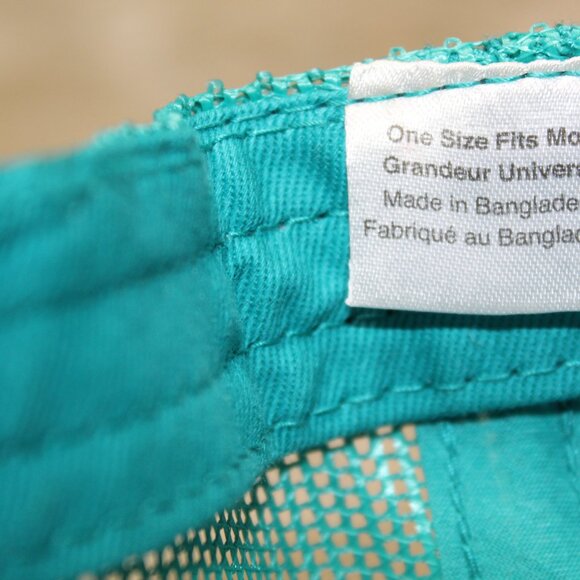 One Size Fits Mo
Grandeur Univers
Made in Banglade
Fabriqué au Banglad